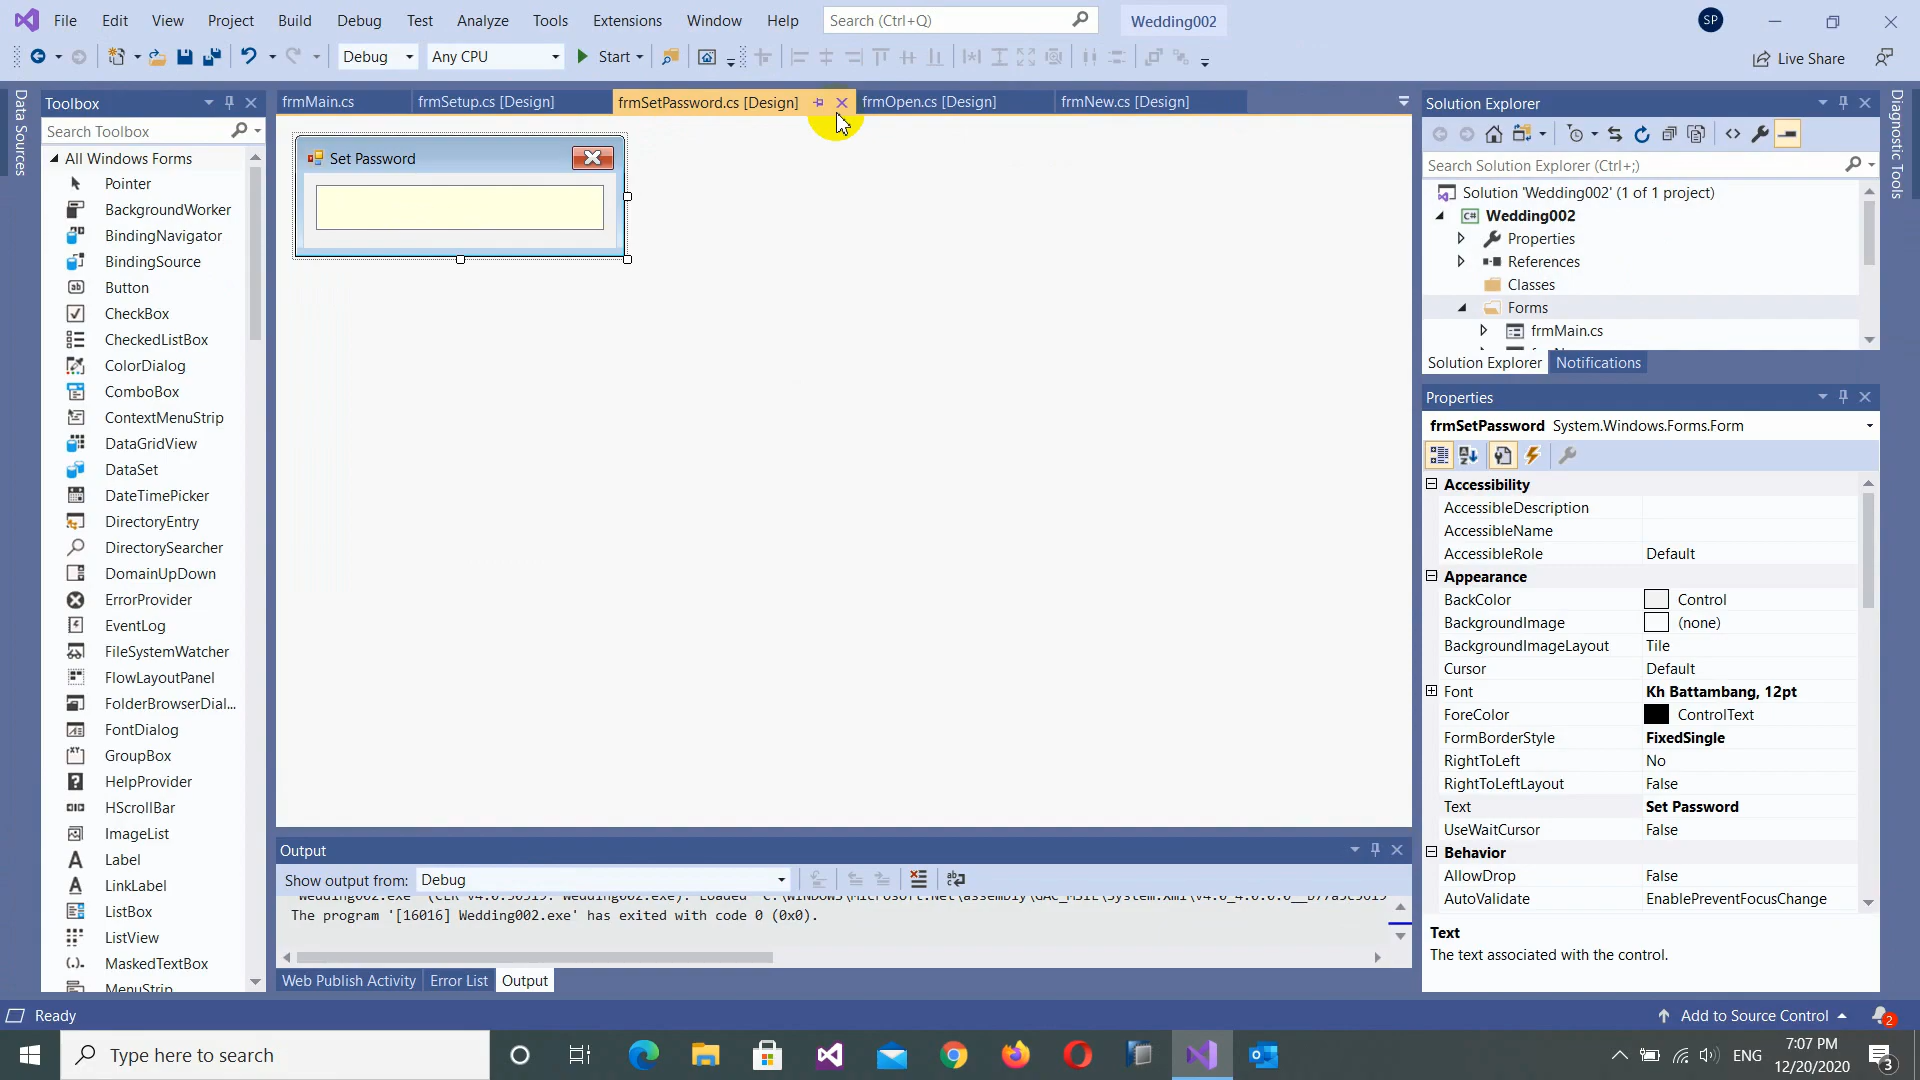 File Edit View Project Build Debug Test Analyze Tools Extensions Window Help Search (Ctrl+Q) Wedding002 SP
Debug Any CPU Start Live Share
Data Sources
Toolbox
Search Toolbox
All Windows Forms
Pointer
BackgroundWorker
BindingNavigator
BindingSource
Button
CheckBox
CheckedListBox
ColorDialog
ComboBox
ContextMenuStrip
DataGridView
DataSet
DateTimePicker
DirectoryEntry
DirectorySearcher
DomainUpDown
ErrorProvider
EventLog
FileSystemWatcher
FlowLayoutPanel
FolderBrowserDial...
FontDialog
GroupBox
HelpProvider
HScrollBar
ImageList
Label
LinkLabel
ListBox
ListView
MaskedTextBox
MenuStrip
frmMain.cs frmSetup.cs [Design] frmSetPassword.cs [Design] frmOpen.cs [Design] frmNew.cs [Design]
Set Password
Output
Show output from: Debug
The program '[16016] Wedding002.exe' has exited with code 0 (0x0).
Web Publish Activity Error List Output
Solution Explorer
Search Solution Explorer (Ctrl+;)
Solution 'Wedding002' (1 of 1 project)
Wedding002
Properties
References
Classes
Forms
frmMain.cs
Solution Explorer Notifications
Diagnostic Tools
Properties
frmSetPassword System.Windows.Forms.Form
Accessibility
AccessibleDescription
AccessibleName
AccessibleRole Default
Appearance
BackColor Control
BackgroundImage (none)
BackgroundImageLayout Tile
Cursor Default
Font Kh Battambang, 12pt
ForeColor ControlText
FormBorderStyle FixedSingle
RightToLeft No
RightToLeftLayout False
Text Set Password
UseWaitCursor False
Behavior
AllowDrop False
AutoValidate EnablePreventFocusChange
Text
The text associated with the control.
Ready Add to Source Control 2
Type here to search ENG 7:07 PM
12/20/2020 3